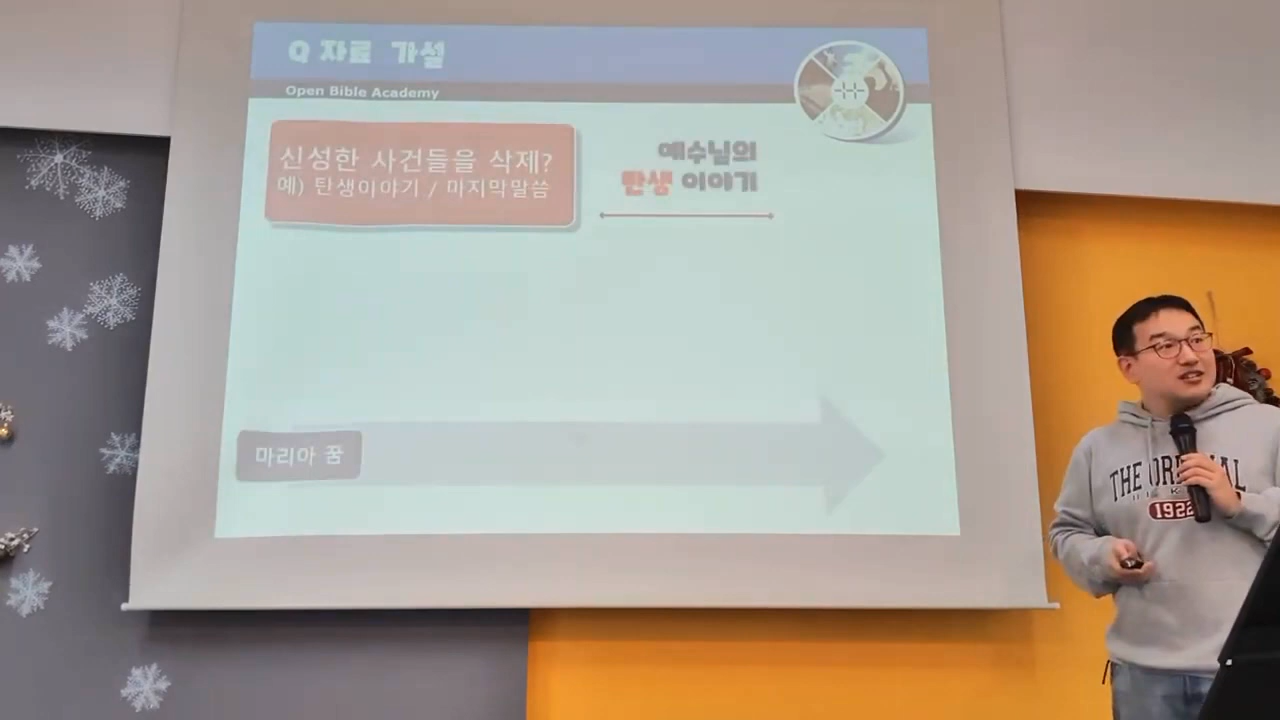 Q 자료 가설
Open Bible Academy
신성한 사건들을 삭제?
예) 탄생이야기 / 마지막말씀
예수님의
탄생 이야기
마리아 꿈
THE OR
1922